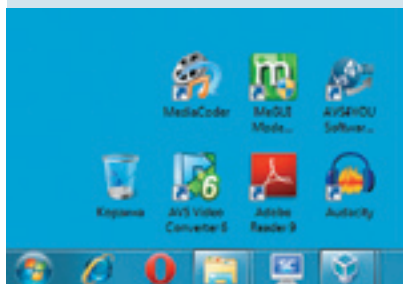 MediaCoder MeGUI AVS4YOU
Mode... Softwar...
Корзина AVS Video Adobe Audacity
Converter 6 Reader 9